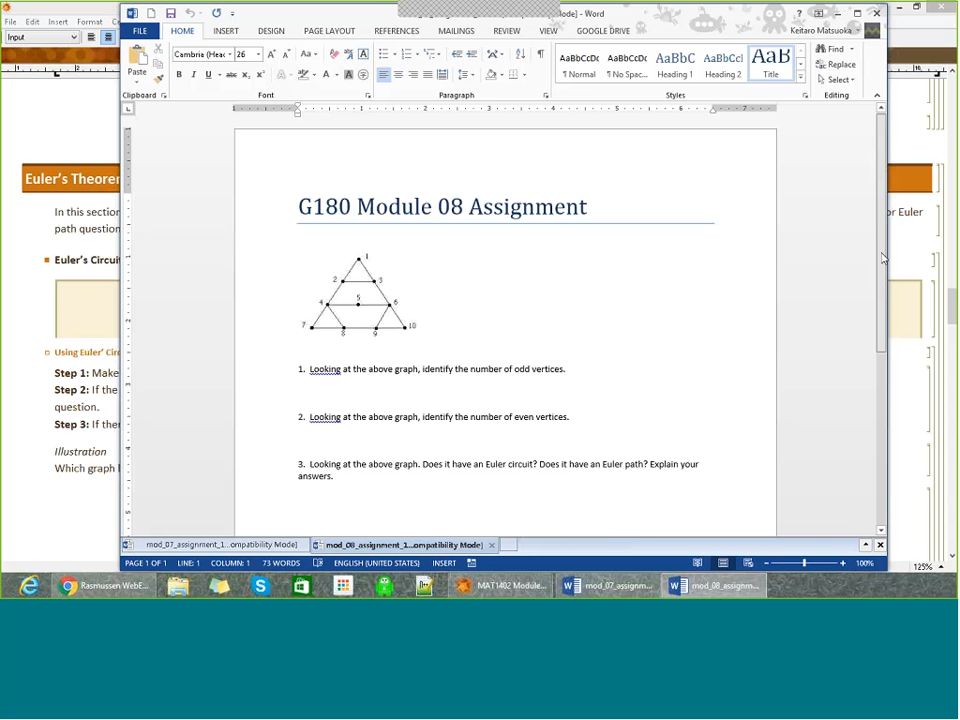 ode] - Word
File Edit Insert Format C
Input
FILE HOME INSERT DESIGN PAGE LAYOUT REFERENCES MAILINGS REVIEW VIEW GOOGLE DRIVE Keitaro Matsuoka
Paste
Cambria (Hea 26
AaBbCcDc AaBbCcDc AaBbC AaBbCcl AaB
¶ Normal ¶ No Spac... Heading 1 Heading 2 Title
Find
Replace
Select
Clipboard Font Paragraph Styles Editing
Euler's Theorem
In this section
path question
or Euler
Euler's Circuit
Using Euler' Circ
Step 1: Make
Step 2: If the
question.
Step 3: If ther
Illustration
Which graph l
G180 Module 08 Assignment
1
2 3
4 5 6
7 8 9 10
1. Looking at the above graph, identify the number of odd vertices.
2. Looking at the above graph, identify the number of even vertices.
3. Looking at the above graph. Does it have an Euler circuit? Does it have an Euler path? Explain your
answers.
mod_07_assignment_1...ompatibility Mode] mod_08_assignment_1...ompatibility Mode]
PAGE 1 OF 1 LINE: 1 COLUMN: 1 73 WORDS ENGLISH (UNITED STATES) INSERT 100%
125%
Rasmussen WebE... MAT1402 Module... mod_07_assignm... mod_08_assignm...